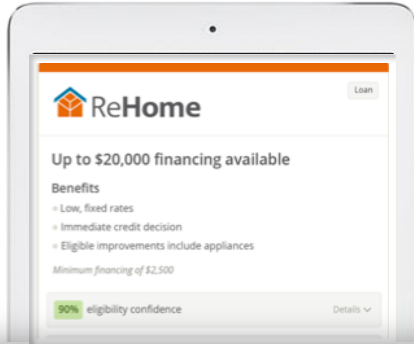 Loan
ReHome
Up to $20,000 financing available
Benefits
Low, fixed rates
Immediate credit decision
Eligible improvements include appliances
Minimum financing of $2,500
90% eligibility confidence Details